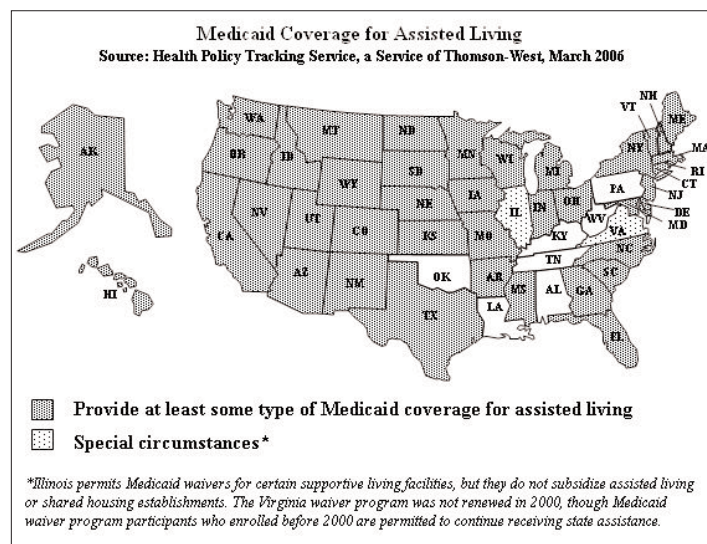 Medicaid Coverage for Assisted Living
Source: Health Policy Tracking Service, a Service of Thomson-West, March 2006
NH
VT
ME
WA
AK
MT
ND
MN
OR
ID
SD
WI
NY
MA
MI
RI
WY
CT
PA
IA
NJ
NE
OH
NV
IN
IL
DE
UT
WV
MD
CO
VA
CA
KS
MO
KY
NC
TN
AZ
OK
AR
SC
NM
MS
AL
GA
HI
LA
TX
FL
Provide at least some type of Medicaid coverage for assisted living
Special circumstances*
*Illinois permits Medicaid waivers for certain supportive living facilities, but they do not subsidize assisted living
or shared housing establishments. The Virginia waiver program was not renewed in 2000, though Medicaid
waiver program participants who enrolled before 2000 are permitted to continue receiving state assistance.